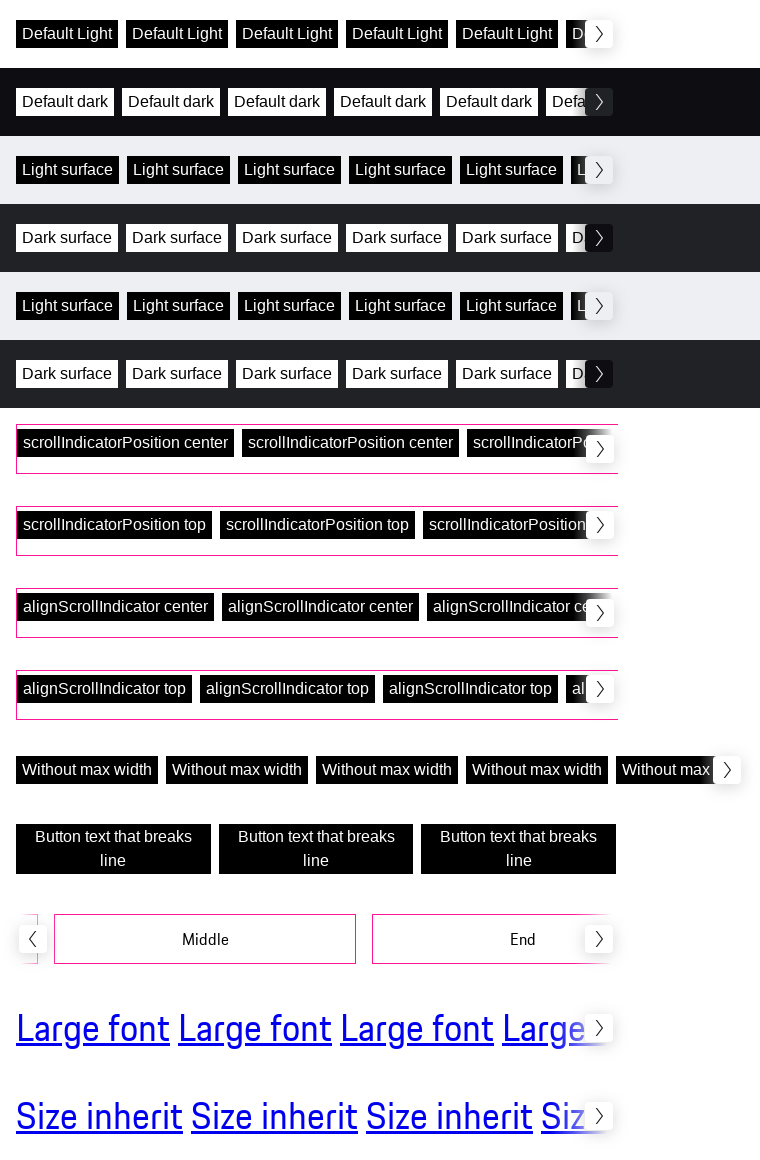 Default Light Default Light Default Light Default Light Default Light
Default dark Default dark Default dark Default dark Default dark Defa
Light surface Light surface Light surface Light surface Light surface
Dark surface Dark surface Dark surface Dark surface Dark surface
Light surface Light surface Light surface Light surface Light surface
Dark surface Dark surface Dark surface Dark surface Dark surface
scrollIndicatorPosition center scrollIndicatorPosition center scrollIndicatorPo
scrollIndicatorPosition top scrollIndicatorPosition top scrollIndicatorPosition
alignScrollIndicator center alignScrollIndicator center alignScrollIndicator ce
alignScrollIndicator top alignScrollIndicator top alignScrollIndicator top al
Without max width Without max width Without max width Without max width Without max
Button text that breaks line Button text that breaks line Button text that breaks line
Middle End
Large font Large font Large font Large
Size inherit Size inherit Size inherit Siz